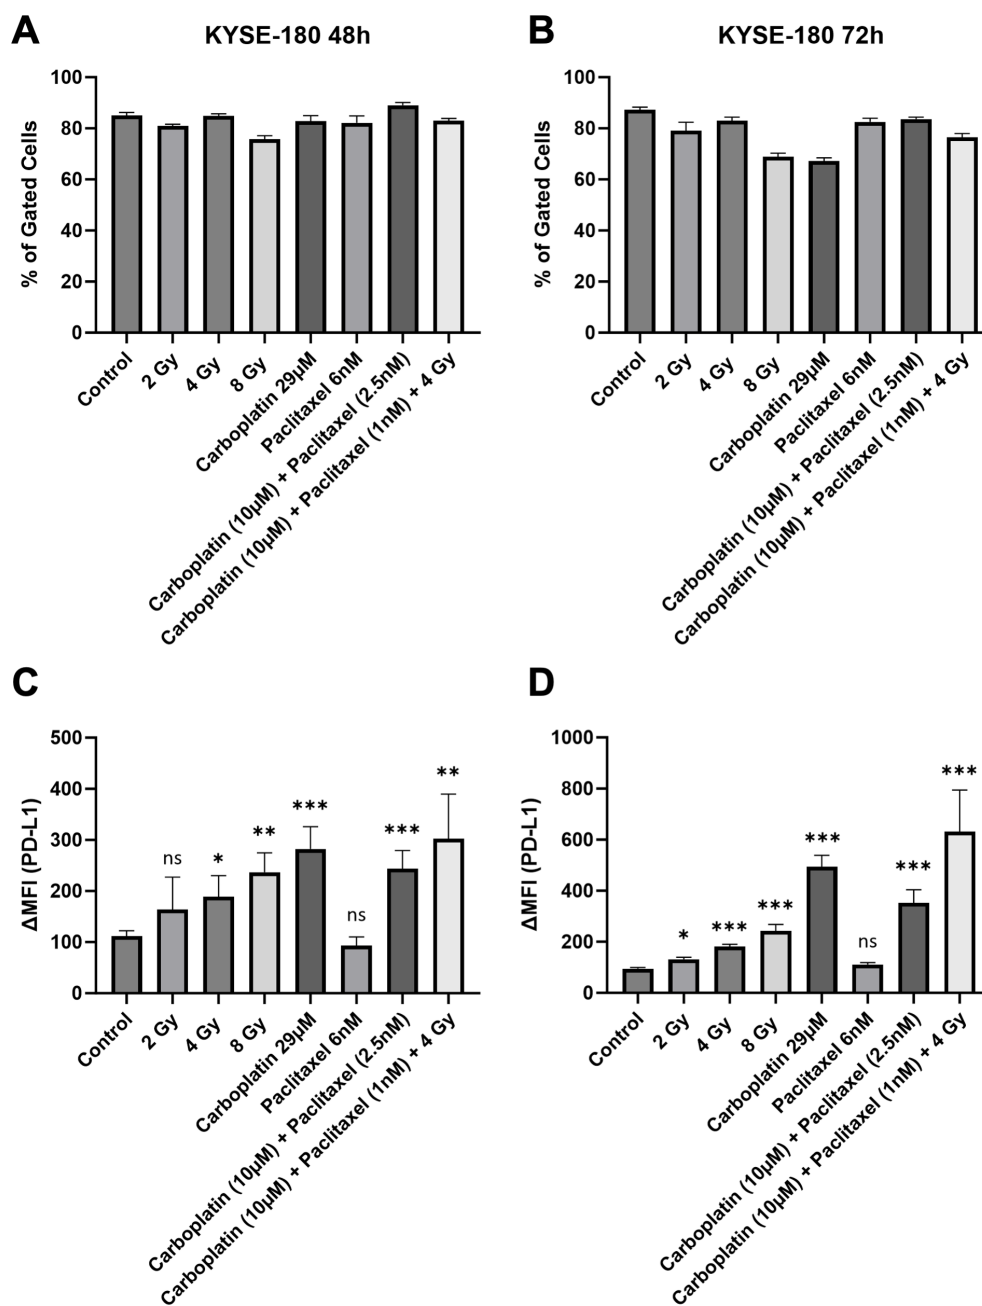 A
KYSE-180 48h
% of Gated Cells
100
80
60
40
20
0
Control
2 Gy
4 Gy
8 Gy
Carboplatin 29µM
Paclitaxel 6nM
Carboplatin (10µM) + Paclitaxel (2.5nM)
Carboplatin (10µM) + Paclitaxel (1nM) + 4 Gy
B
KYSE-180 72h
% of Gated Cells
100
80
60
40
20
0
Control
2 Gy
4 Gy
8 Gy
Carboplatin 29µM
Paclitaxel 6nM
Carboplatin (10µM) + Paclitaxel (2.5nM)
Carboplatin (10µM) + Paclitaxel (1nM) + 4 Gy
C
ΔMFI (PD-L1)
500
400
300
200
100
0
ns
*
**
***
ns
***
**
Control
2 Gy
4 Gy
8 Gy
Carboplatin 29µM
Paclitaxel 6nM
Carboplatin (10µM) + Paclitaxel (2.5nM)
Carboplatin (10µM) + Paclitaxel (1nM) + 4 Gy
D
ΔMFI (PD-L1)
1000
800
600
400
200
0
*
***
***
***
ns
***
***
Control
2 Gy
4 Gy
8 Gy
Carboplatin 29µM
Paclitaxel 6nM
Carboplatin (10µM) + Paclitaxel (2.5nM)
Carboplatin (10µM) + Paclitaxel (1nM) + 4 Gy